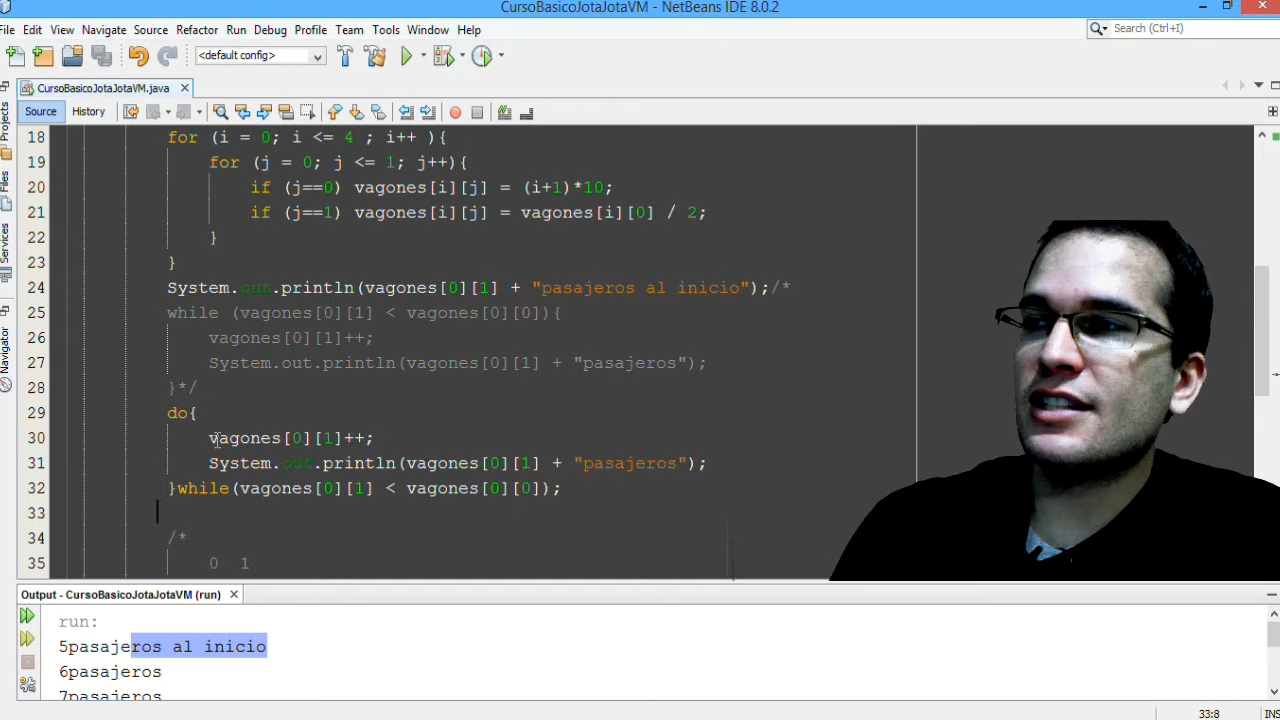 CursoBasicoJotaJotaVM - NetBeans IDE 8.0.2
File Edit View Navigate Source Refactor Run Debug Profile Team Tools Window Help
Search (Ctrl+I)
<default config>
CursoBasicoJotaJotaVM.java
Source History
Projects
Files
Services
Navigator
18 for (i = 0; i <= 4 ; i++ ){
19 for (j = 0; j <= 1; j++){
20 if (j==0) vagones[i][j] = (i+1)*10;
21 if (j==1) vagones[i][j] = vagones[i][0] / 2;
22 }
23 }
24 System.out.println(vagones[0][1] + "pasajeros al inicio");/*
25 while (vagones[0][1] < vagones[0][0]){
26 vagones[0][1]++;
27 System.out.println(vagones[0][1] + "pasajeros");
28 }*/
29 do{
30 vagones[0][1]++;
31 System.out.println(vagones[0][1] + "pasajeros");
32 }while(vagones[0][1] < vagones[0][0]);
33
34 /*
35 0 1
Output - CursoBasicoJotaJotaVM (run)
run:
5pasajeros al inicio
6pasajeros
7pasajeros
33:8 INS